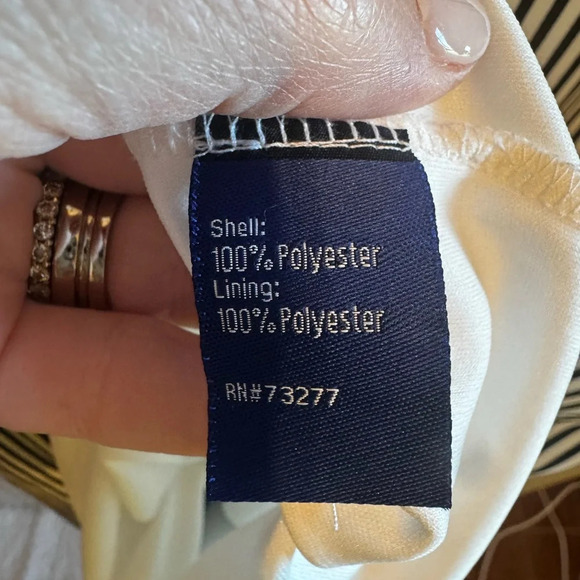 Shell:
100% Polyester
Lining:
100% Polyester
RN#73277